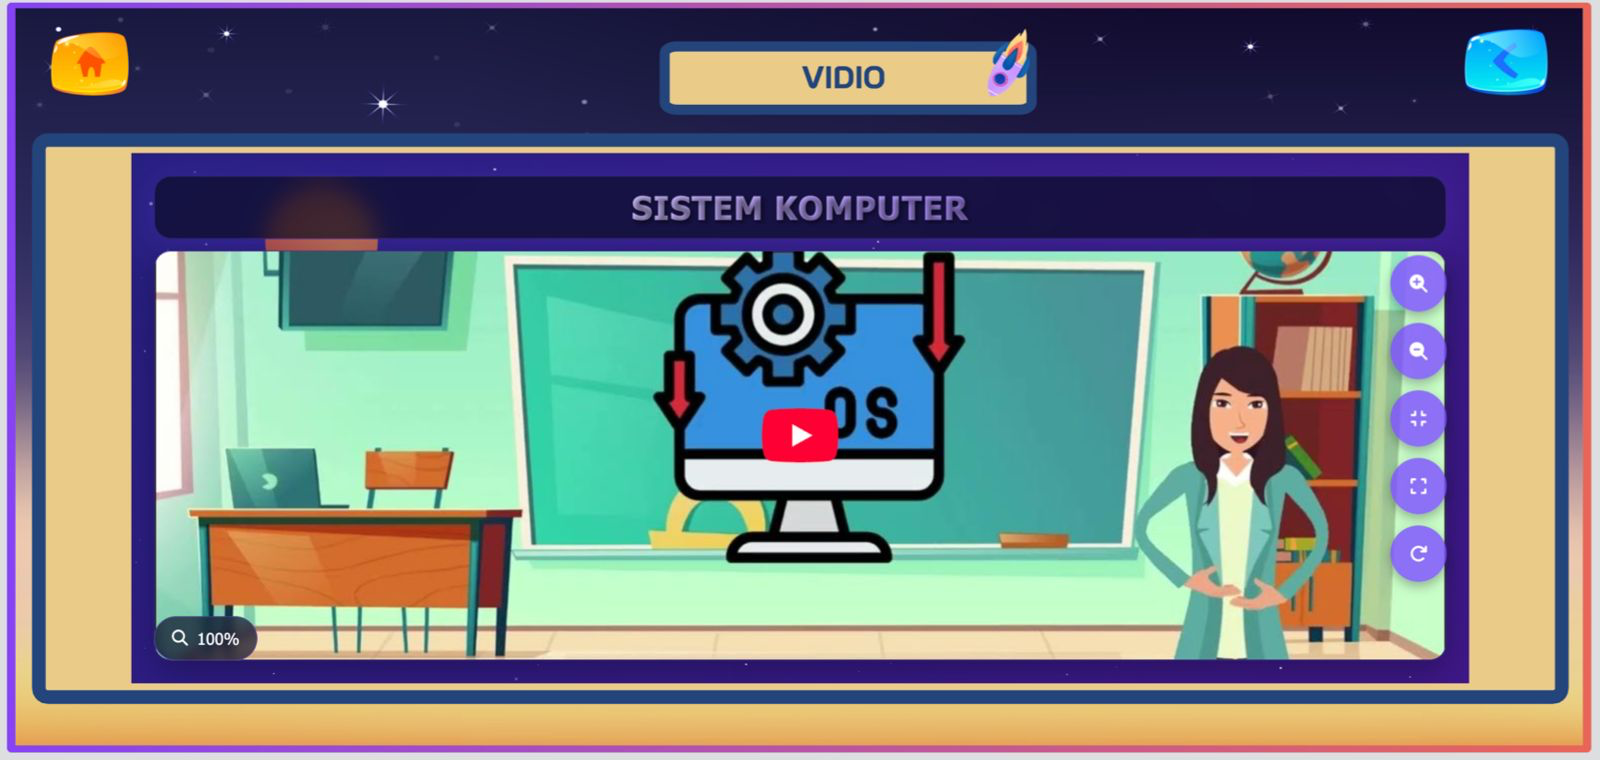 VIDIO
SISTEM KOMPUTER
OS
100%